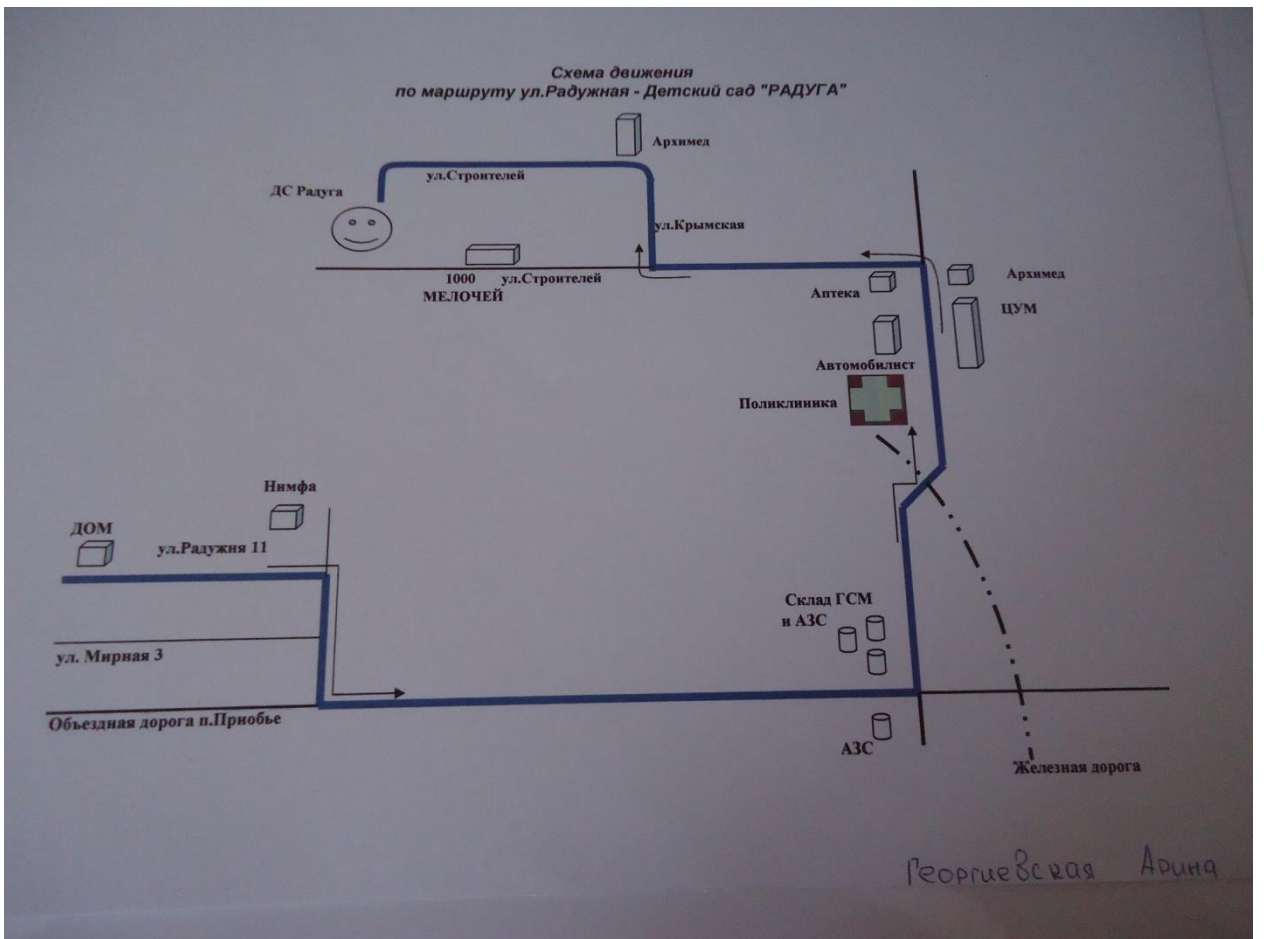 Схема движения
по маршруту ул.Радужная - Детский сад "РАДУГА"
Архимед
ул.Строителей
ДС Радуга
ул.Крымская
1000 ул.Строителей
МЕЛОЧЕЙ
Аптека
Архимед
ЦУМ
Автомобилист
Поликлиника
Нимфа
ДОМ
ул.Радужня 11
Склад ГСМ
и АЗС
ул. Мирная 3
Объездная дорога п.Приобье
АЗС
Железная дорога
Георгиевская Арина